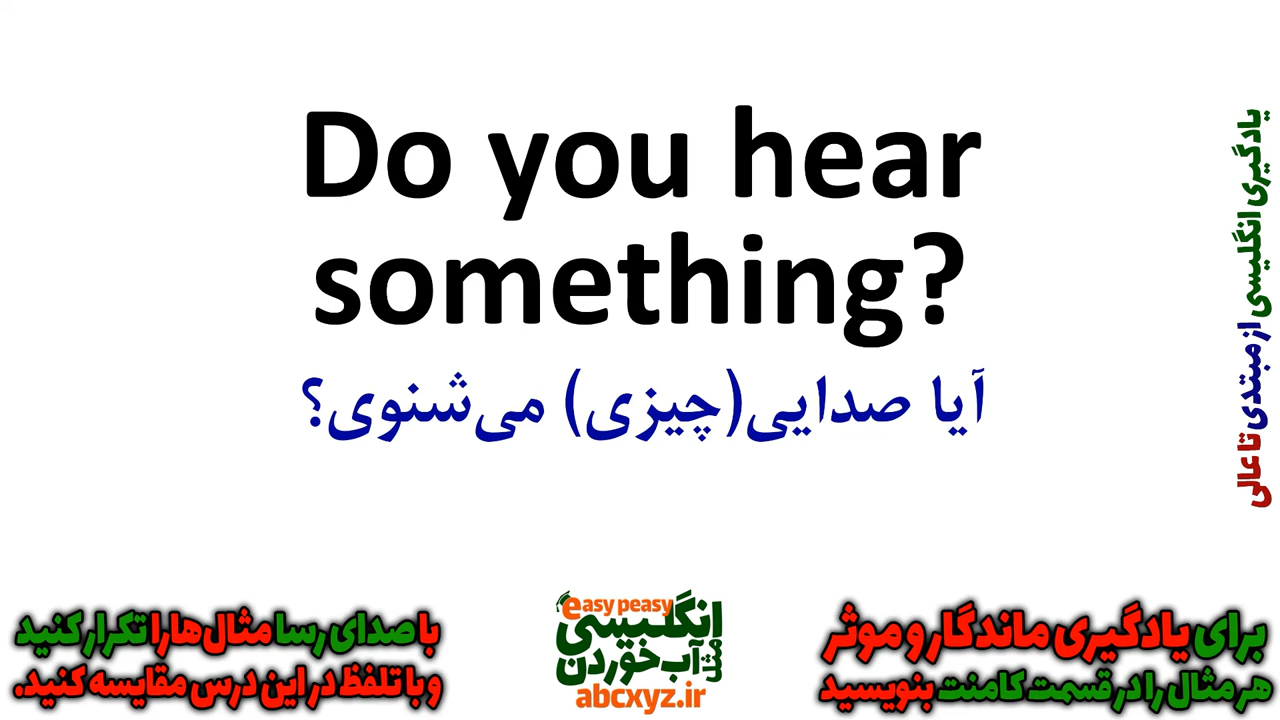 Do you hear
something?
آیا صدایی(چیزی) می‌شنوی؟
یادگیری انگلیسی از مبتدی تا عالی
با صدای رسا مثال‌ها را تکرار کنید
و با تلفظ در این درس مقایسه کنید.
easy peasy
انگلیسی
مثل
آب خوردن
abcxyz.ir
برای یادگیری ماندگار و موثر
هر مثال را در قسمت کامنت بنویسید